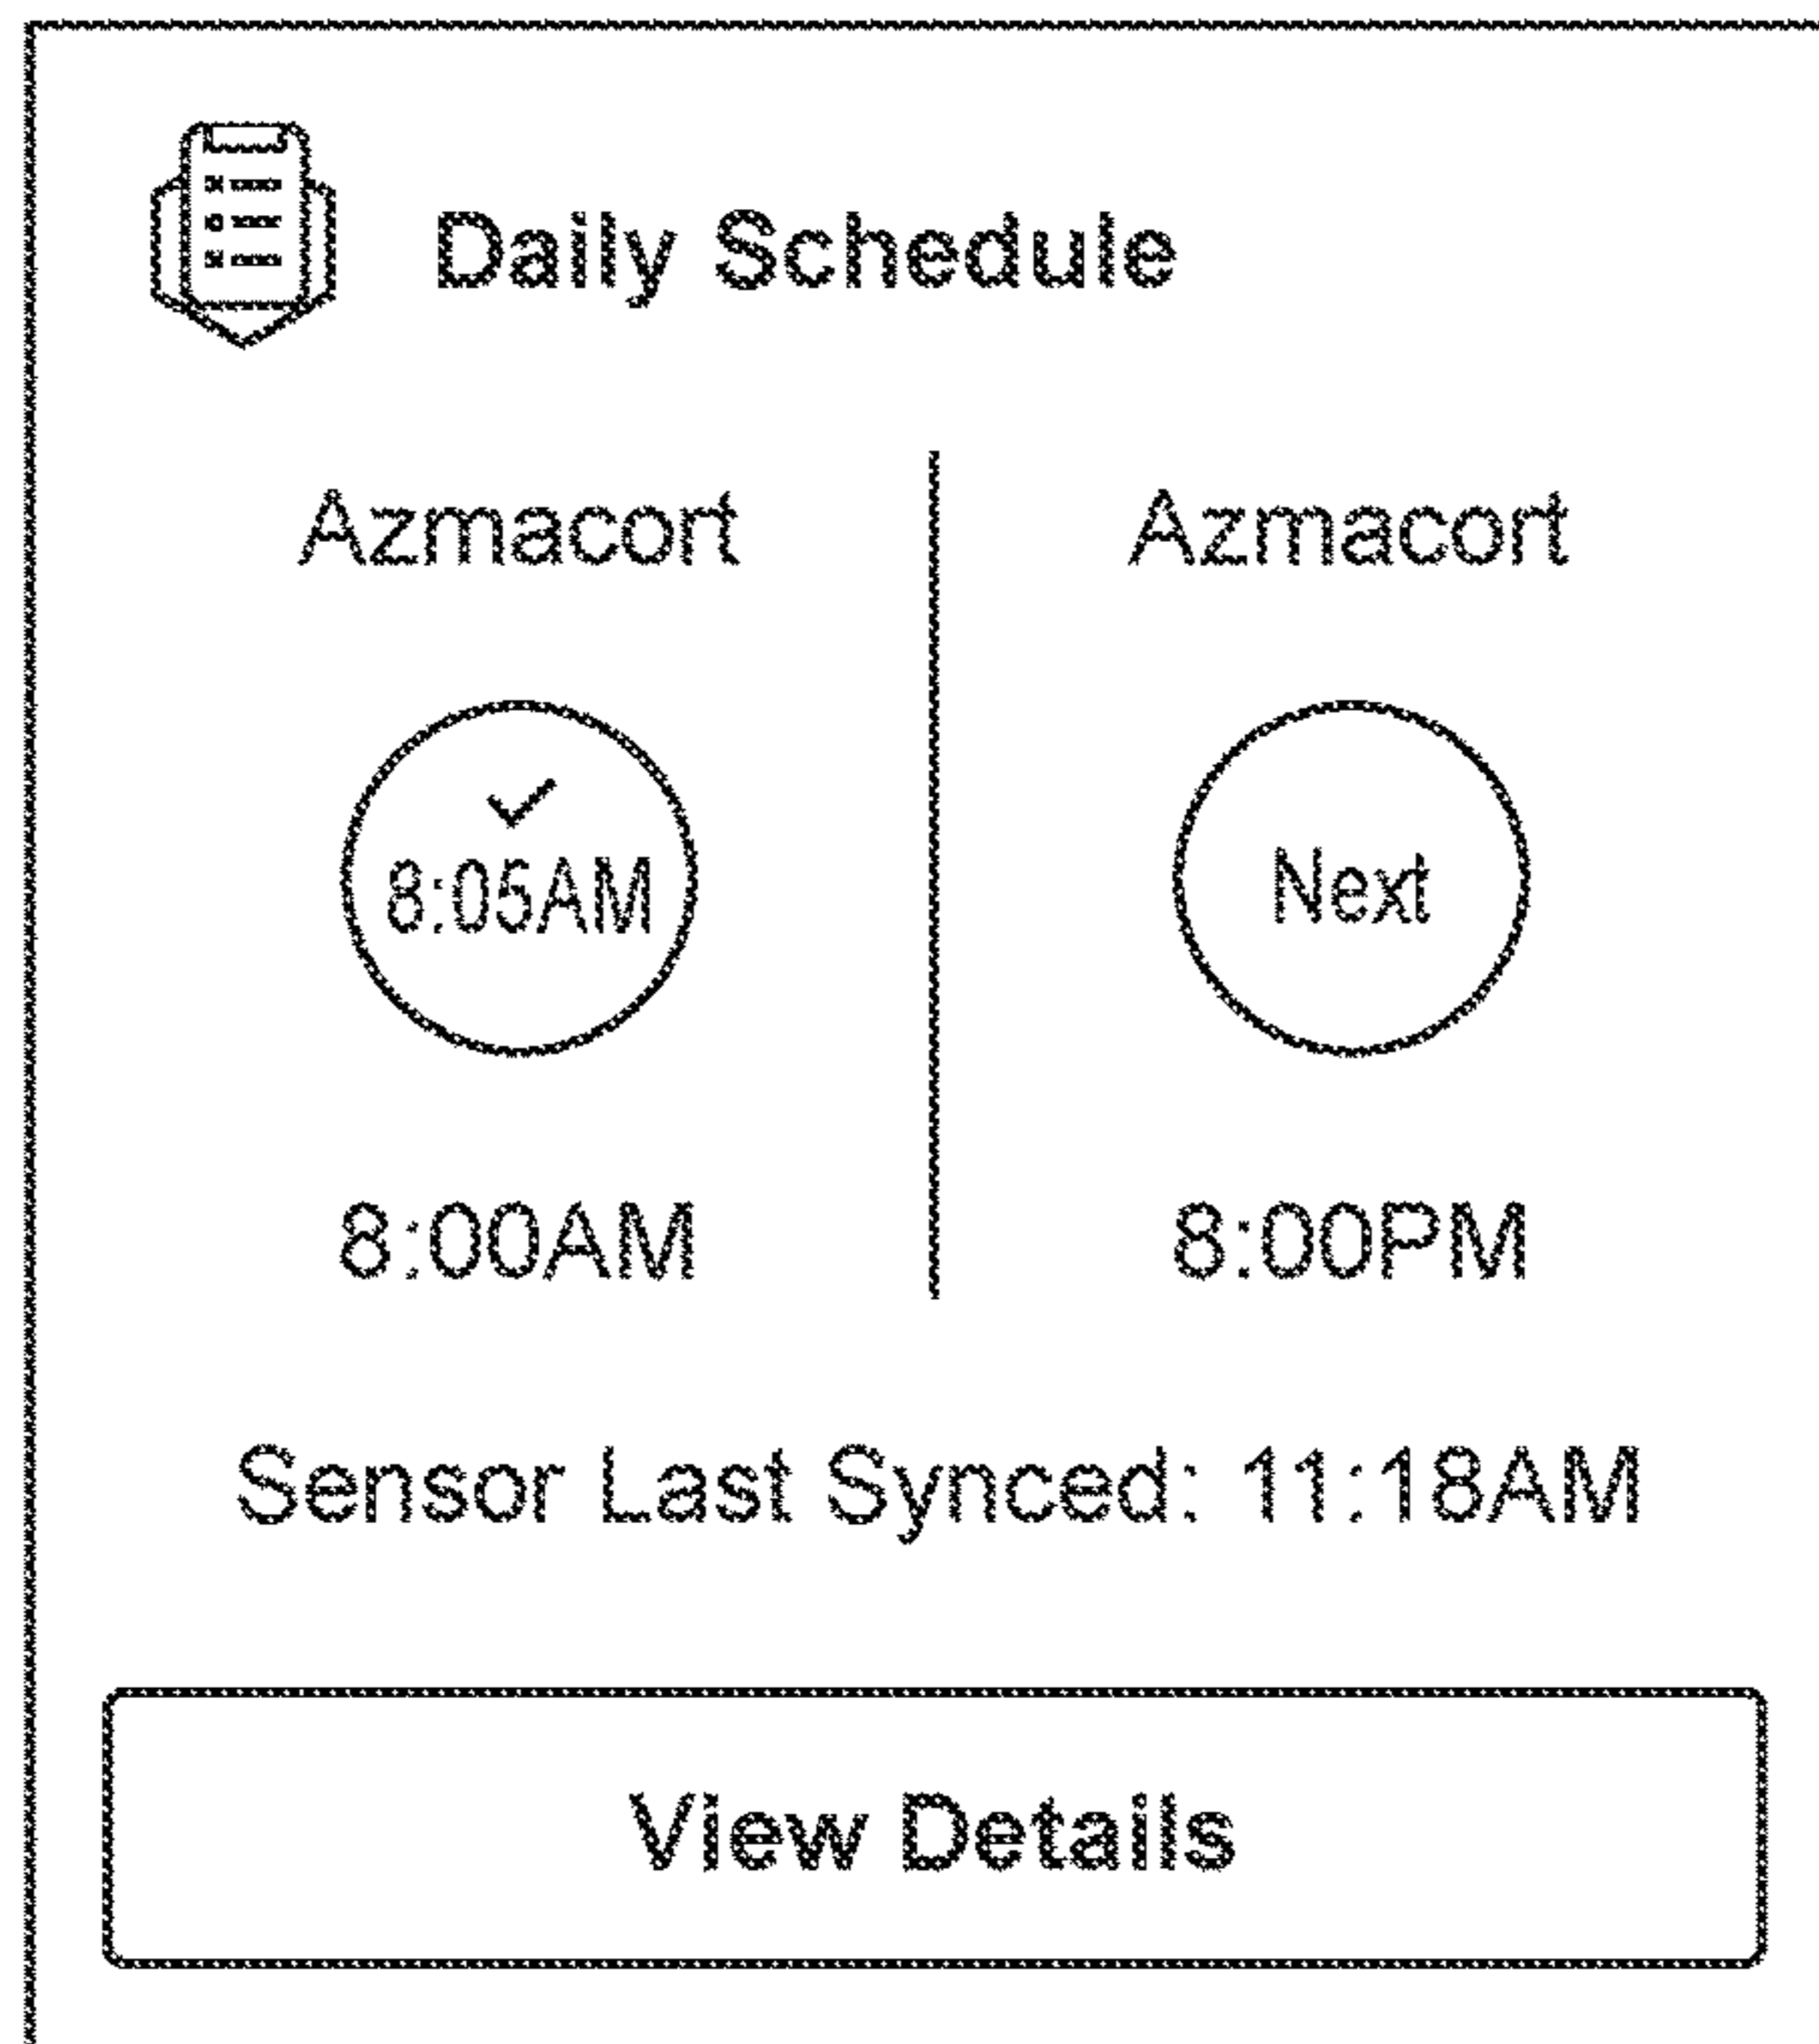 Daily Schedule
Azmacort
✓
8:05AM
8:00AM
Azmacort
Next
8:00PM
Sensor Last Synced: 11:18AM
View Details